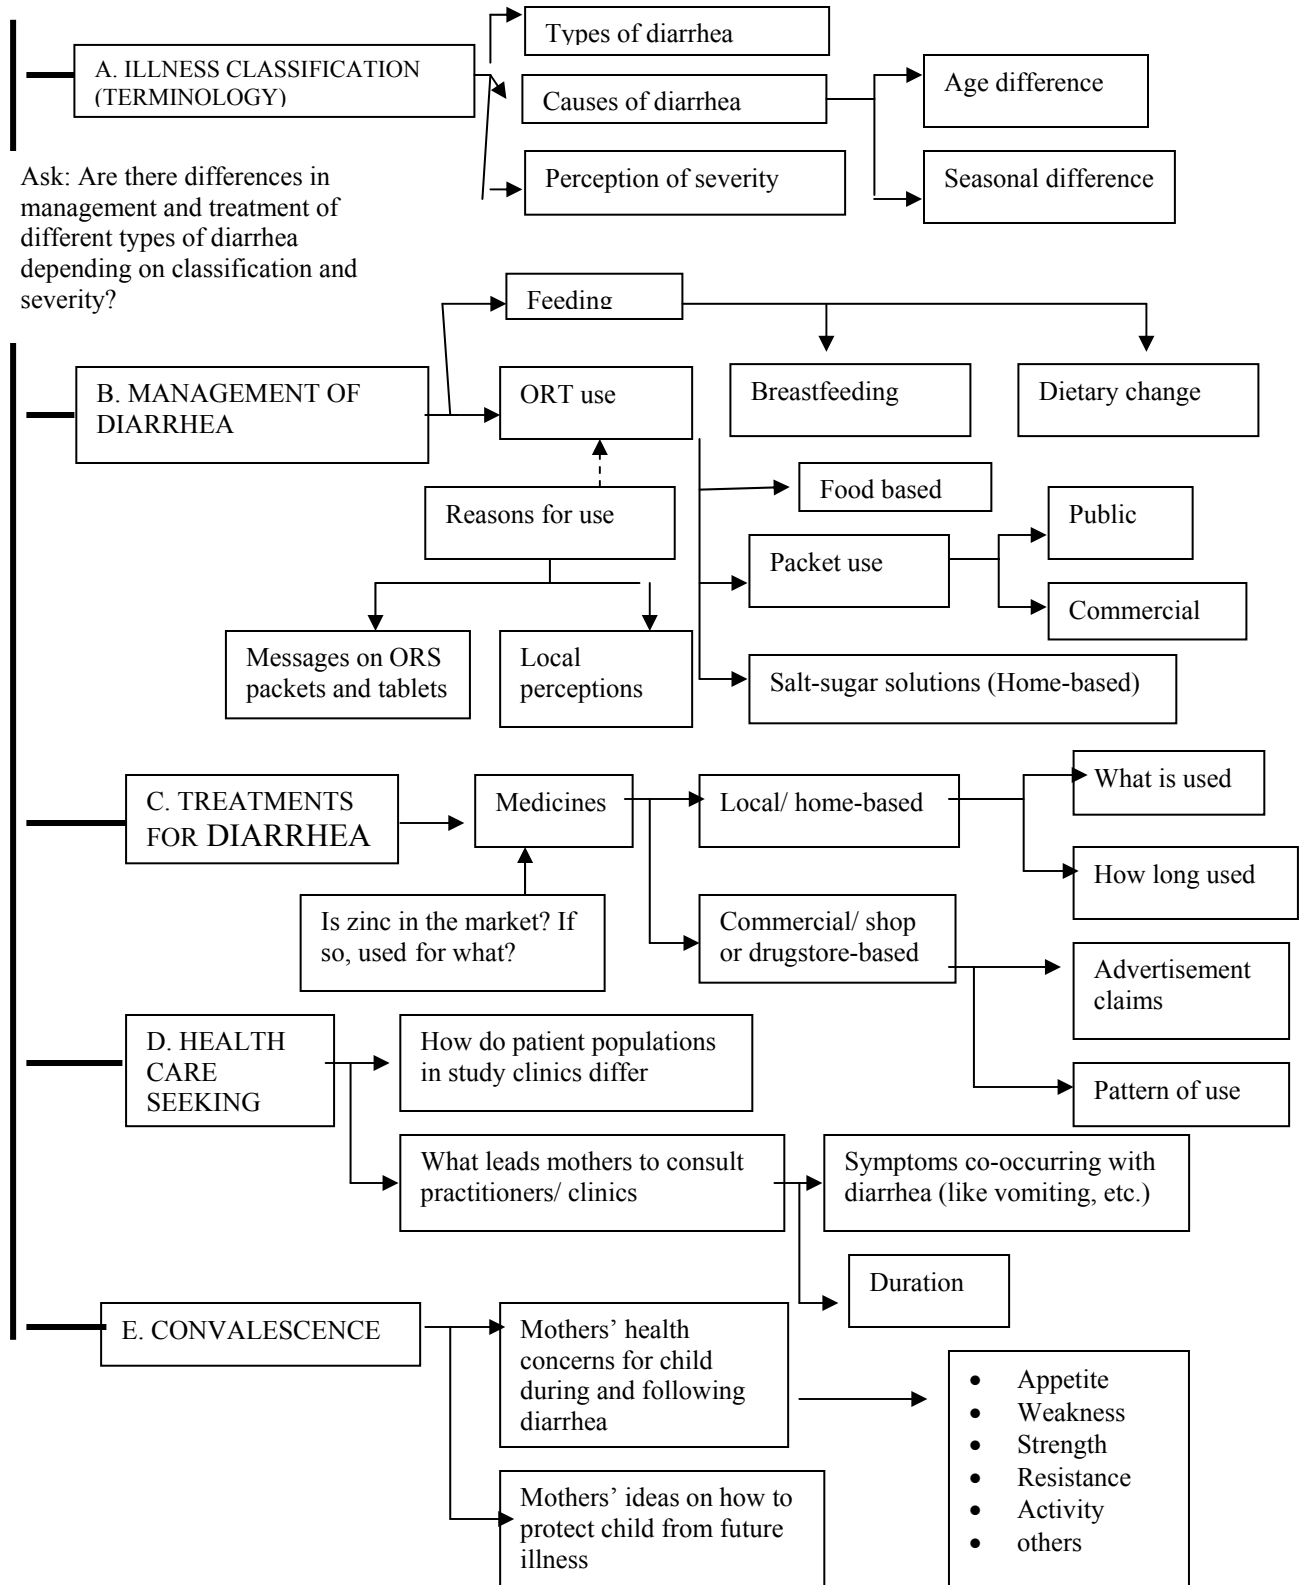 Types of diarrhea
A. ILLNESS CLASSIFICATION
(TERMINOLOGY)
Causes of diarrhea
Age difference
Perception of severity
Seasonal difference
Ask: Are there differences in
management and treatment of
different types of diarrhea
depending on classification and
severity?
Feeding
B. MANAGEMENT OF
DIARRHEA
ORT use
Breastfeeding
Dietary change
Reasons for use
Food based
Public
Packet use
Commercial
Messages on ORS
packets and tablets
Local
perceptions
Salt-sugar solutions (Home-based)
C. TREATMENTS
FOR DIARRHEA
Medicines
Local/ home-based
What is used
How long used
Is zinc in the market? If
so, used for what?
Commercial/ shop
or drugstore-based
Advertisement
claims
Pattern of use
D. HEALTH
CARE
SEEKING
How do patient populations
in study clinics differ
What leads mothers to consult
practitioners/ clinics
Symptoms co-occurring with
diarrhea (like vomiting, etc.)
Duration
E. CONVALESCENCE
Mothers’ health
concerns for child
during and following
diarrhea
• Appetite
• Weakness
• Strength
• Resistance
• Activity
• others
Mothers’ ideas on how to
protect child from future
illness